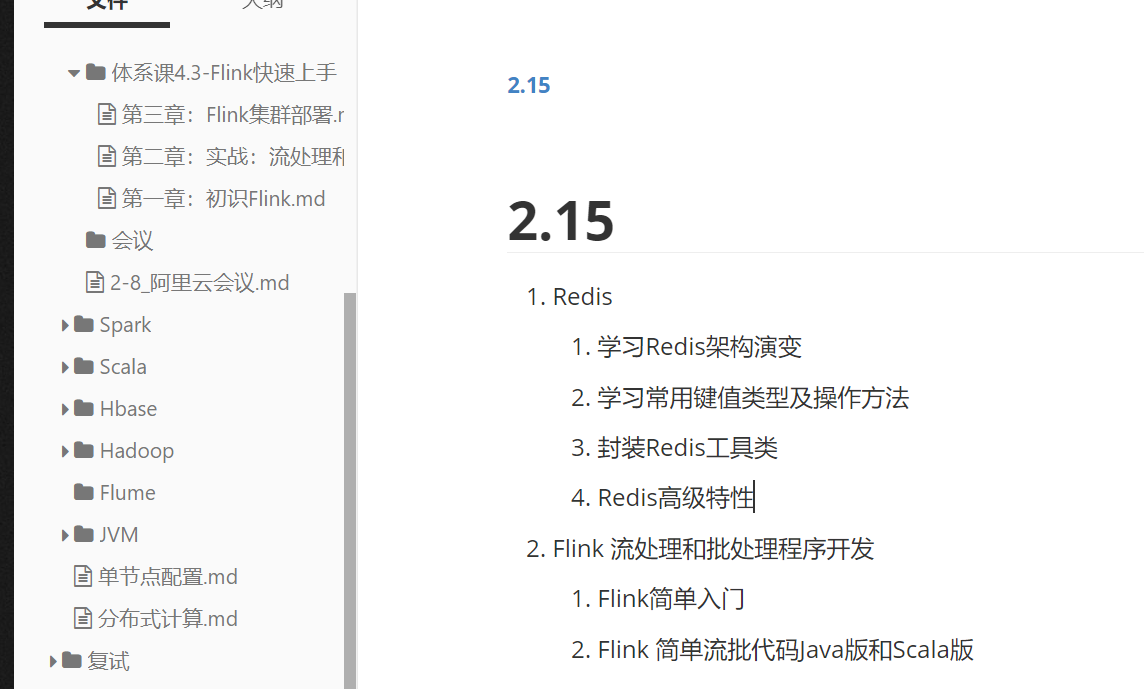 文件
大纲
体系课4.3-Flink快速上手
第三章：Flink集群部署.m
第二章：实战：流处理和
第一章：初识Flink.md
会议
2-8_阿里云会议.md
Spark
Scala
Hbase
Hadoop
Flume
JVM
单节点配置.md
分布式计算.md
复试
2.15
2.15
1. Redis
1. 学习Redis架构演变
2. 学习常用键值类型及操作方法
3. 封装Redis工具类
4. Redis高级特性
2. Flink 流处理和批处理程序开发
1. Flink简单入门
2. Flink 简单流批代码Java版和Scala版